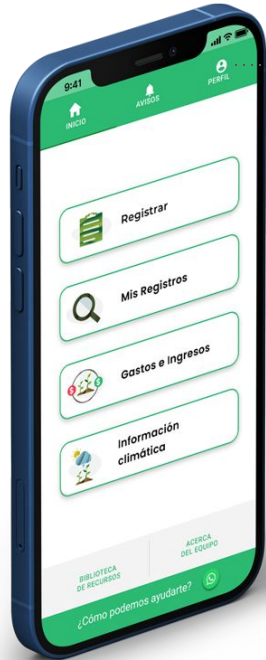 9:41
INICIO
AVISOS
PERFIL
Registrar
Mis Registros
Gastos e Ingresos
Información
climática
BIBLIOTECA
DE RECURSOS
ACERCA
DEL EQUIPO
¿Cómo podemos ayudarte?